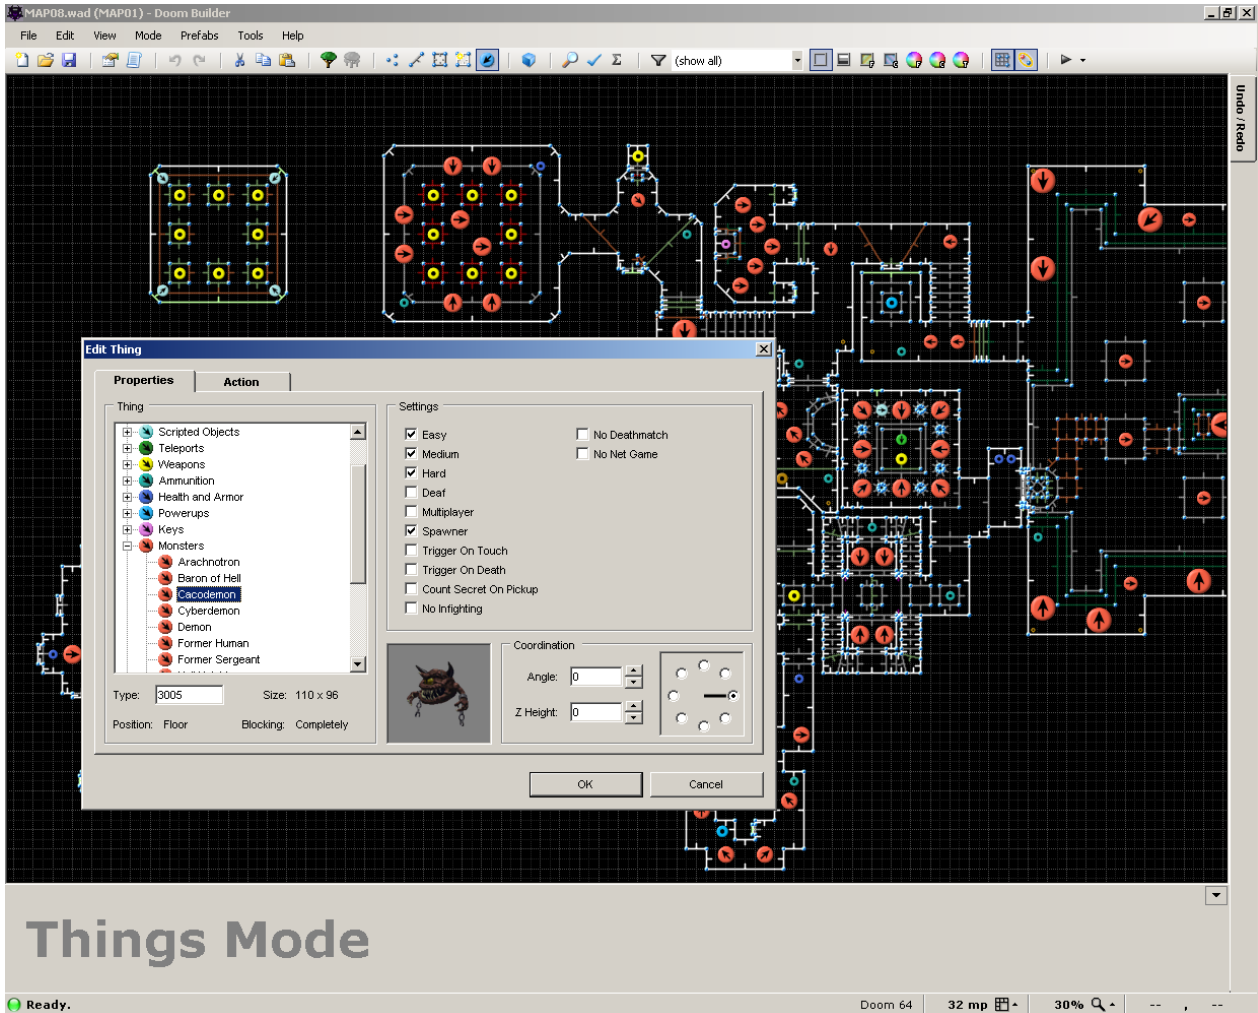 MAP08.wad (MAP01) - Doom Builder
File Edit View Mode Prefabs Tools Help
(show all)
Undo / Redo
Edit Thing
Properties Action
Thing
Scripted Objects
Teleports
Weapons
Ammunition
Health and Armor
Powerups
Keys
Monsters
Arachnotron
Baron of Hell
Cacodemon
Cyberdemon
Demon
Former Human
Former Sergeant
Type: 3005 Size: 110 x 96
Position: Floor Blocking: Completely
Settings
Easy
Medium
Hard
Deaf
Multiplayer
Spawner
Trigger On Touch
Trigger On Death
Count Secret On Pickup
No Infighting
No Deathmatch
No Net Game
Coordination
Angle: 0
Z Height: 0
OK Cancel
Things Mode
Ready.
Doom 64 32 mp 30% -- , --